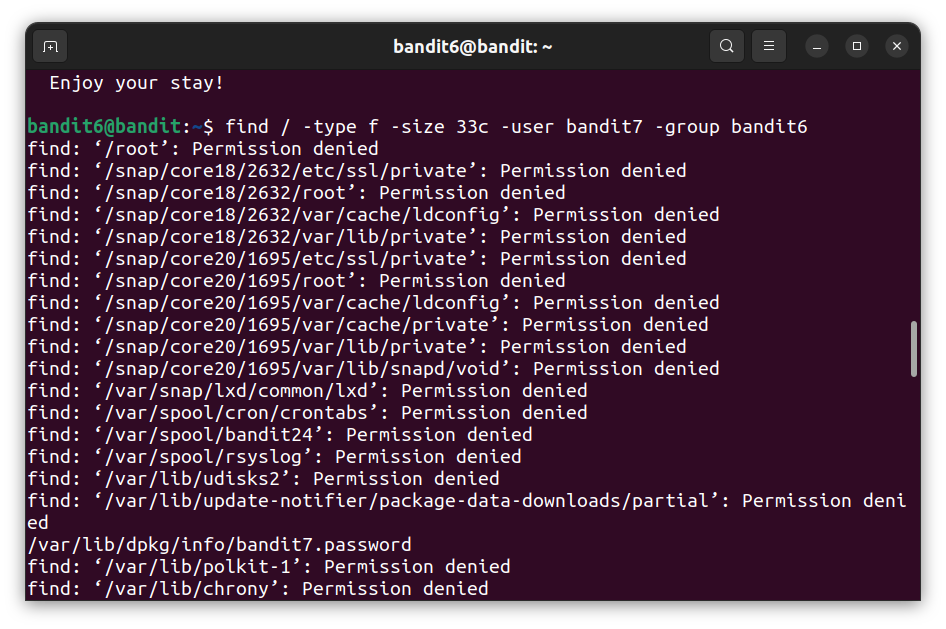 bandit6@bandit: ~
Enjoy your stay!
bandit6@bandit:~$ find / -type f -size 33c -user bandit7 -group bandit6
find: ‘/root’: Permission denied
find: ‘/snap/core18/2632/etc/ssl/private’: Permission denied
find: ‘/snap/core18/2632/root’: Permission denied
find: ‘/snap/core18/2632/var/cache/ldconfig’: Permission denied
find: ‘/snap/core18/2632/var/lib/private’: Permission denied
find: ‘/snap/core20/1695/etc/ssl/private’: Permission denied
find: ‘/snap/core20/1695/root’: Permission denied
find: ‘/snap/core20/1695/var/cache/ldconfig’: Permission denied
find: ‘/snap/core20/1695/var/cache/private’: Permission denied
find: ‘/snap/core20/1695/var/lib/private’: Permission denied
find: ‘/snap/core20/1695/var/lib/snapd/void’: Permission denied
find: ‘/var/snap/lxd/common/lxd’: Permission denied
find: ‘/var/spool/cron/crontabs’: Permission denied
find: ‘/var/spool/bandit24’: Permission denied
find: ‘/var/spool/rsyslog’: Permission denied
find: ‘/var/lib/udisks2’: Permission denied
find: ‘/var/lib/update-notifier/package-data-downloads/partial’: Permission deni
ed
/var/lib/dpkg/info/bandit7.password
find: ‘/var/lib/polkit-1’: Permission denied
find: ‘/var/lib/chrony’: Permission denied